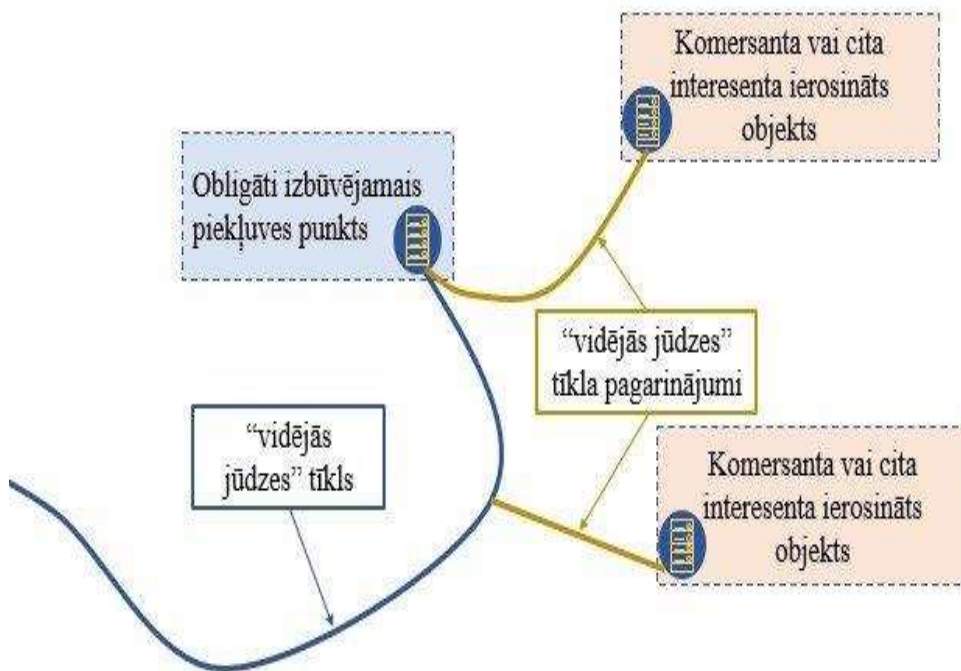 Komersanta vai cita
interesenta ierosināts
objekts
Obligāti izbūvējamais
piekļuves punkts
“vidējās jūdzes”
tīkla pagarinājumi
“vidējās
jūdzes” tīkls
Komersanta vai cita
interesenta ierosināts
objekts